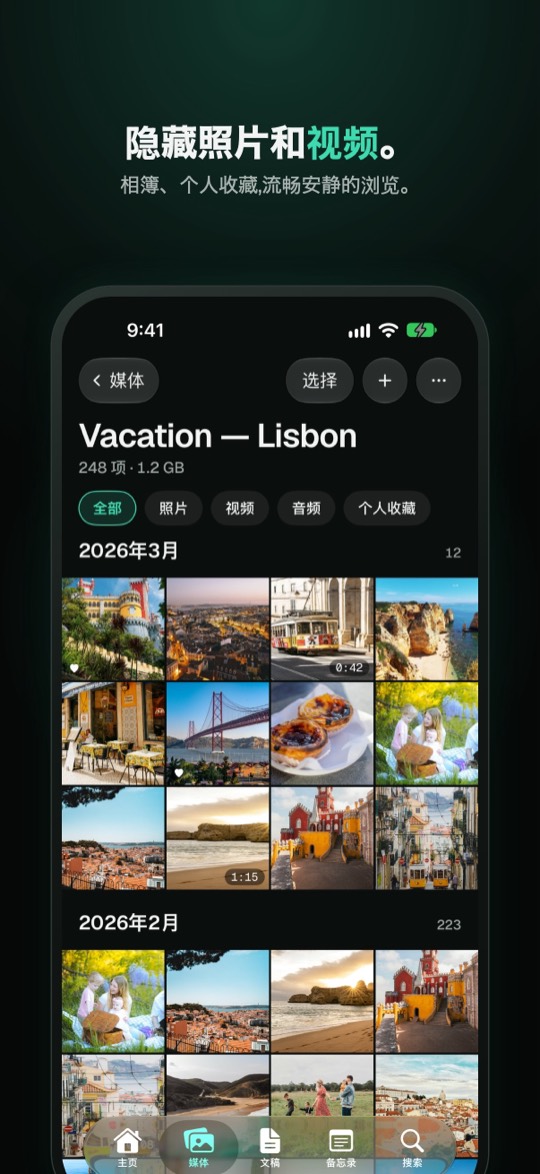 隐藏照片和视频。
相簿、个人收藏,流畅安静的浏览。
9:41
媒体
选择
Vacation — Lisbon
248 项 · 1.2 GB
全部 照片 视频 音频 个人收藏
2026年3月 12
0:42
1:15
2026年2月 223
主页 媒体 文稿 备忘录 搜索